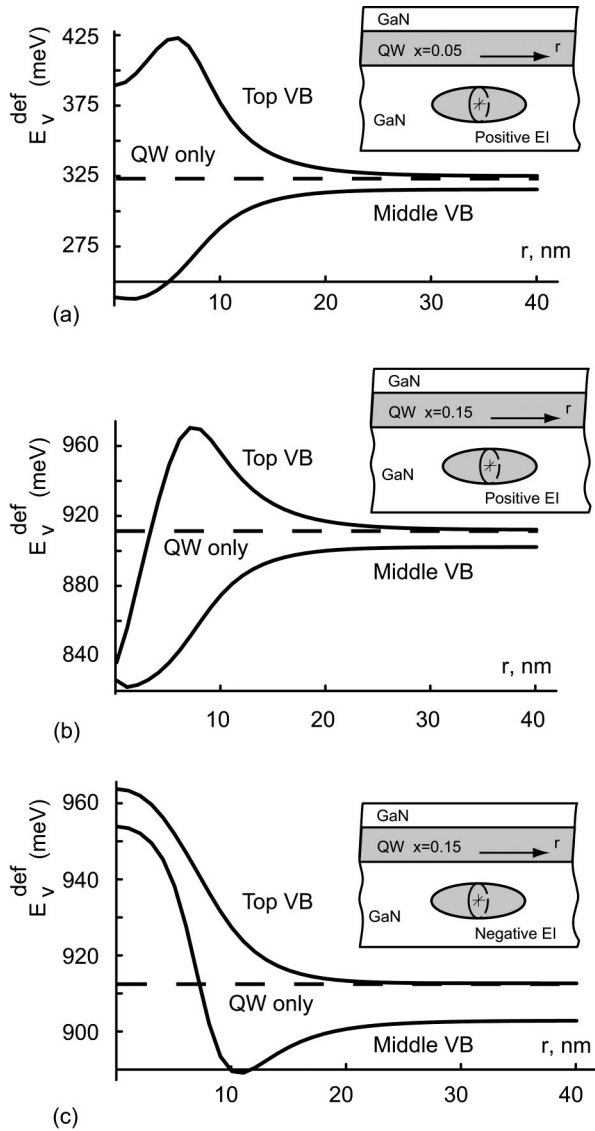 E_v^def (meV)
425
375
325
275
Top VB
QW only
Middle VB
r, nm
10
20
30
40
GaN
QW x=0.05
r
GaN
Positive EI
(a)
E_v^def (meV)
960
920
880
840
Top VB
QW only
Middle VB
r, nm
10
20
30
40
GaN
QW x=0.15
r
GaN
Positive EI
(b)
E_v^def (meV)
960
940
910
900
Top VB
QW only
Middle VB
r, nm
10
20
30
40
GaN
QW x=0.15
r
GaN
Negative EI
(c)